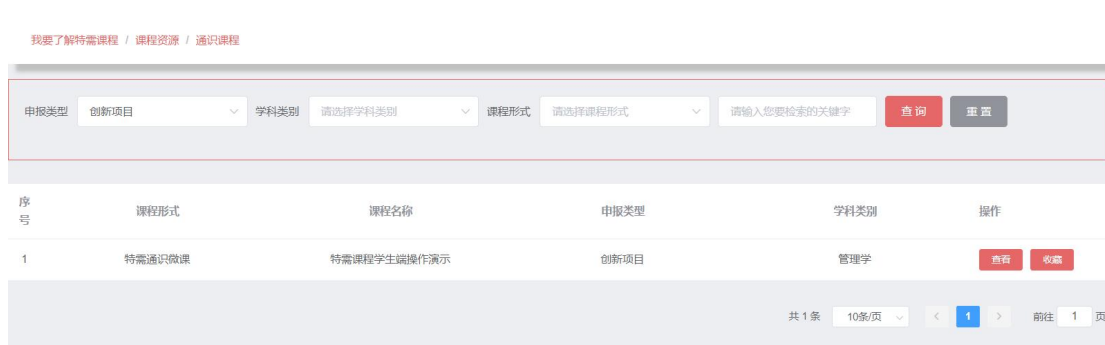 我要了解特需课程 / 课程资源 / 通识课程
申报类型 创新项目 学科类别 请选择学科类别 课程形式 请选择课程形式 请输入您要检索的关键字 查询 重置
序号 课程形式 课程名称 申报类型 学科类别 操作
1 特需通识微课 特需课程学生端操作演示 创新项目 管理学 查看 收藏
共 1 条 10条/页 < 1 > 前往 1 页